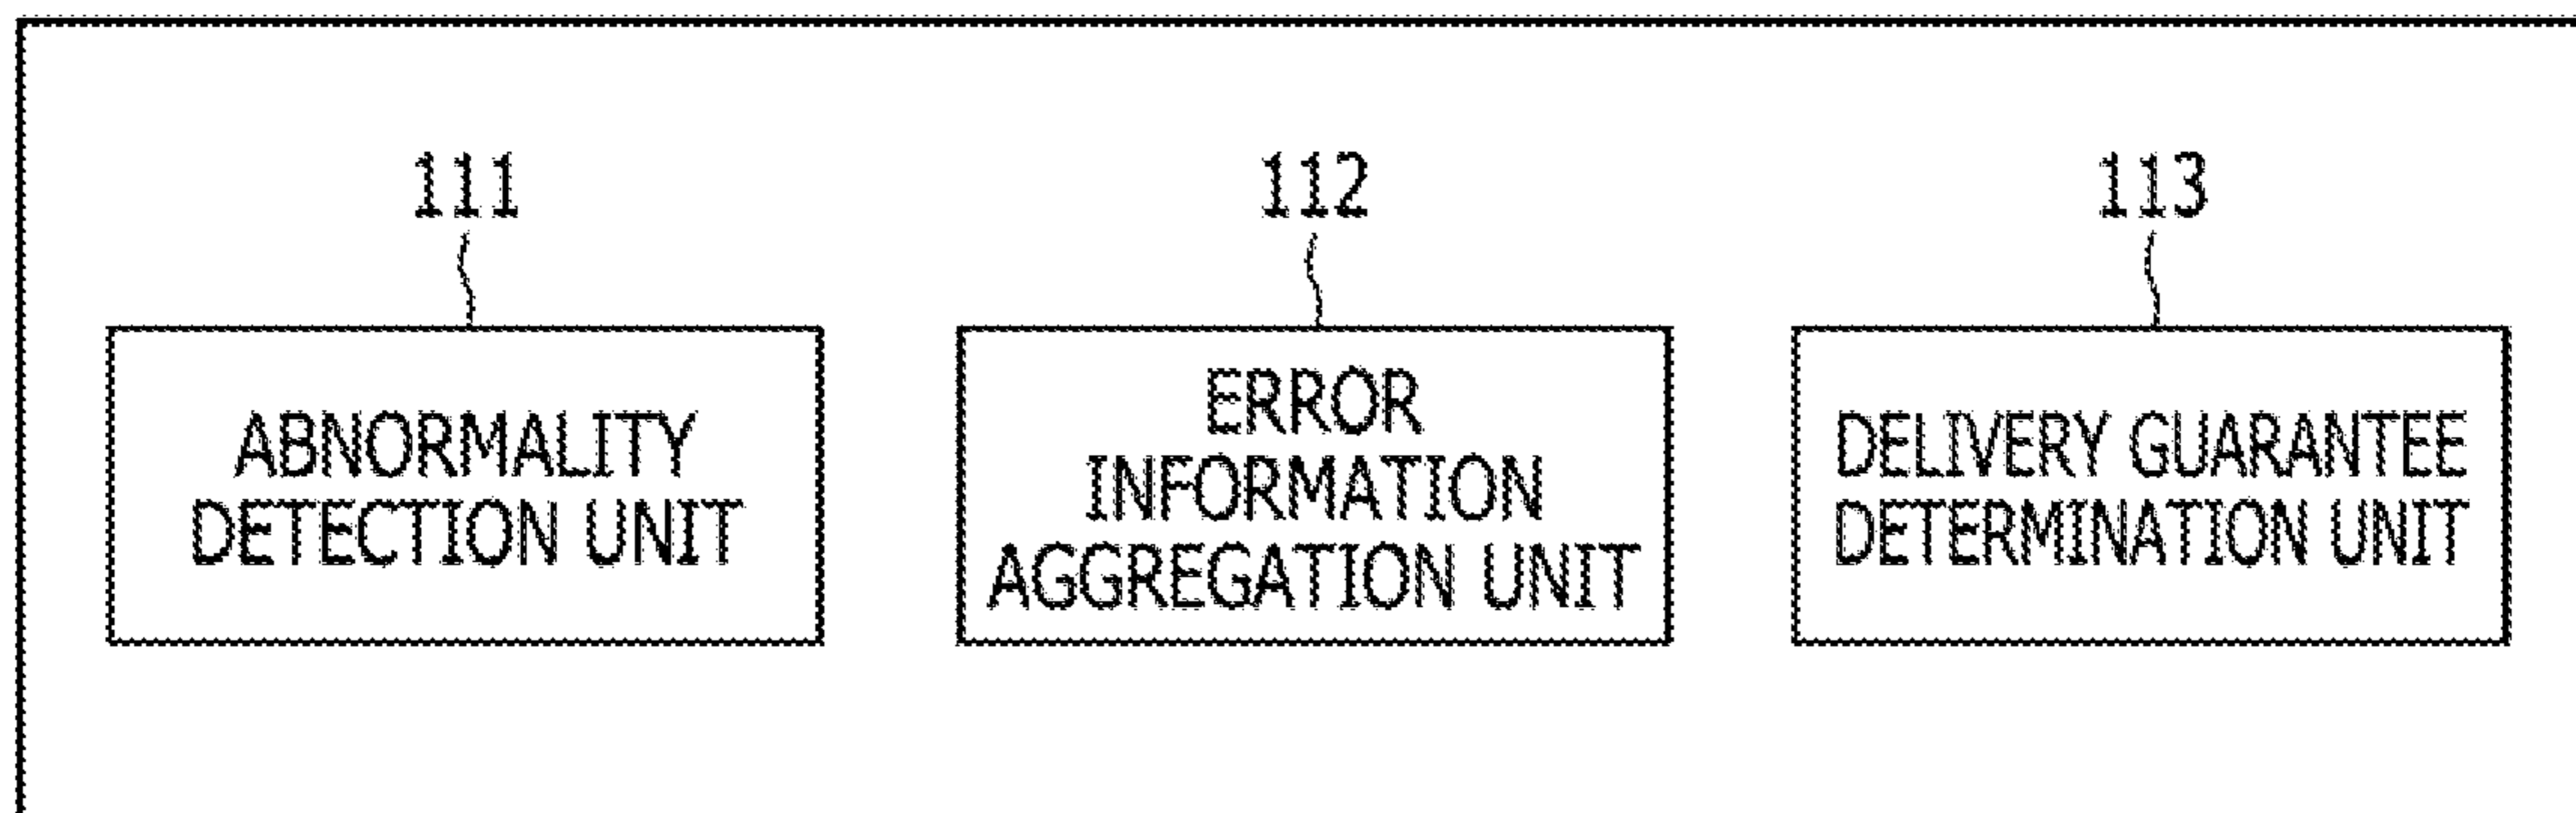 111
112
113
ABNORMALITY
DETECTION UNIT
ERROR
INFORMATION
AGGREGATION UNIT
DELIVERY GUARANTEE
DETERMINATION UNIT